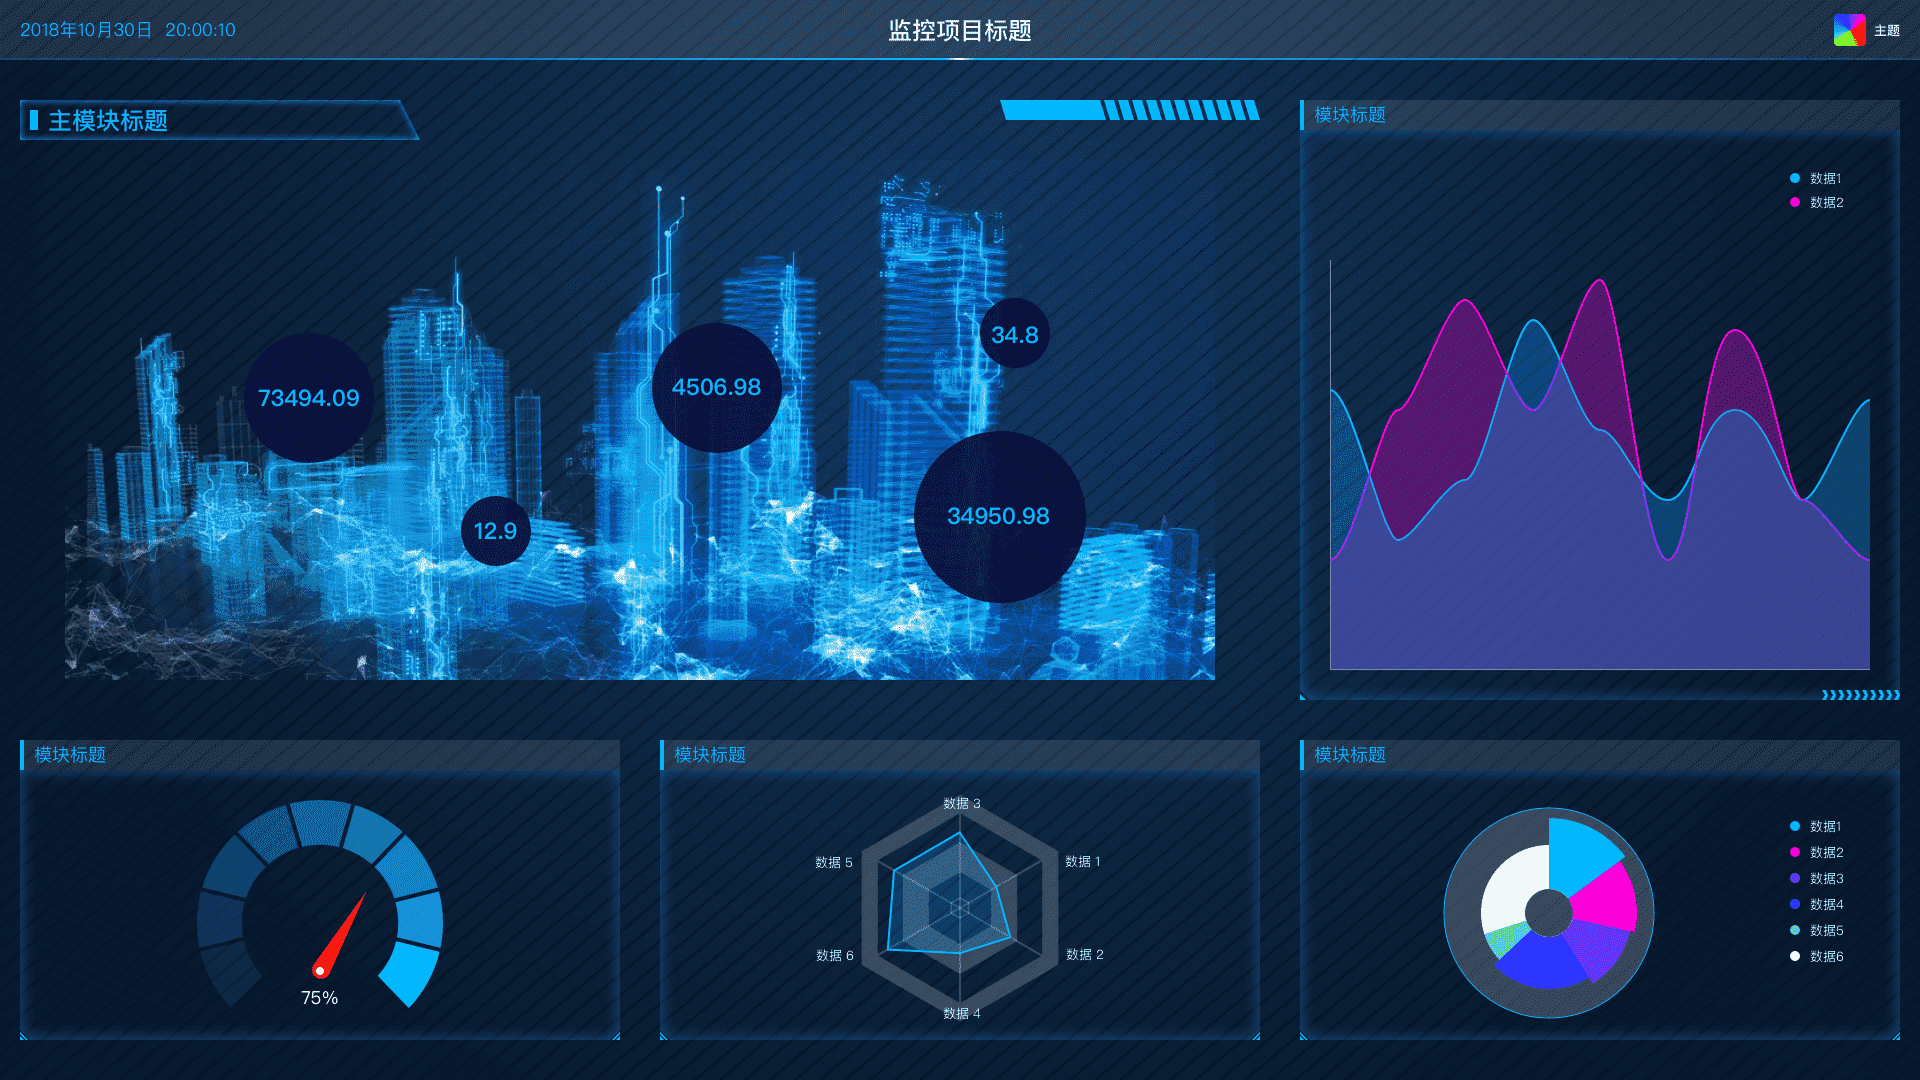 2018年10月30日 20:00:10
监控项目标题
主题
主模块标题
73494.09
4506.98
34.8
12.9
34950.98
模块标题
数据1
数据2
模块标题
75%
模块标题
数据 3
数据 5
数据 1
数据 6
数据 2
数据 4
模块标题
数据1
数据2
数据3
数据4
数据5
数据6